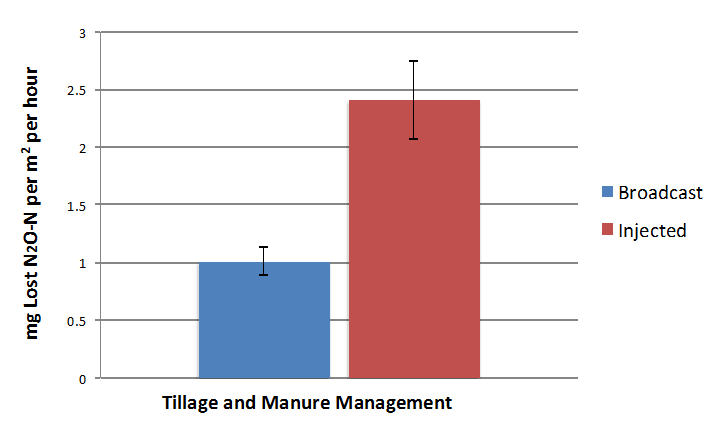 3
2.5
2
1.5
1
0.5
0
mg Lost N2O-N per m² per hour
Tillage and Manure Management
Broadcast
Injected